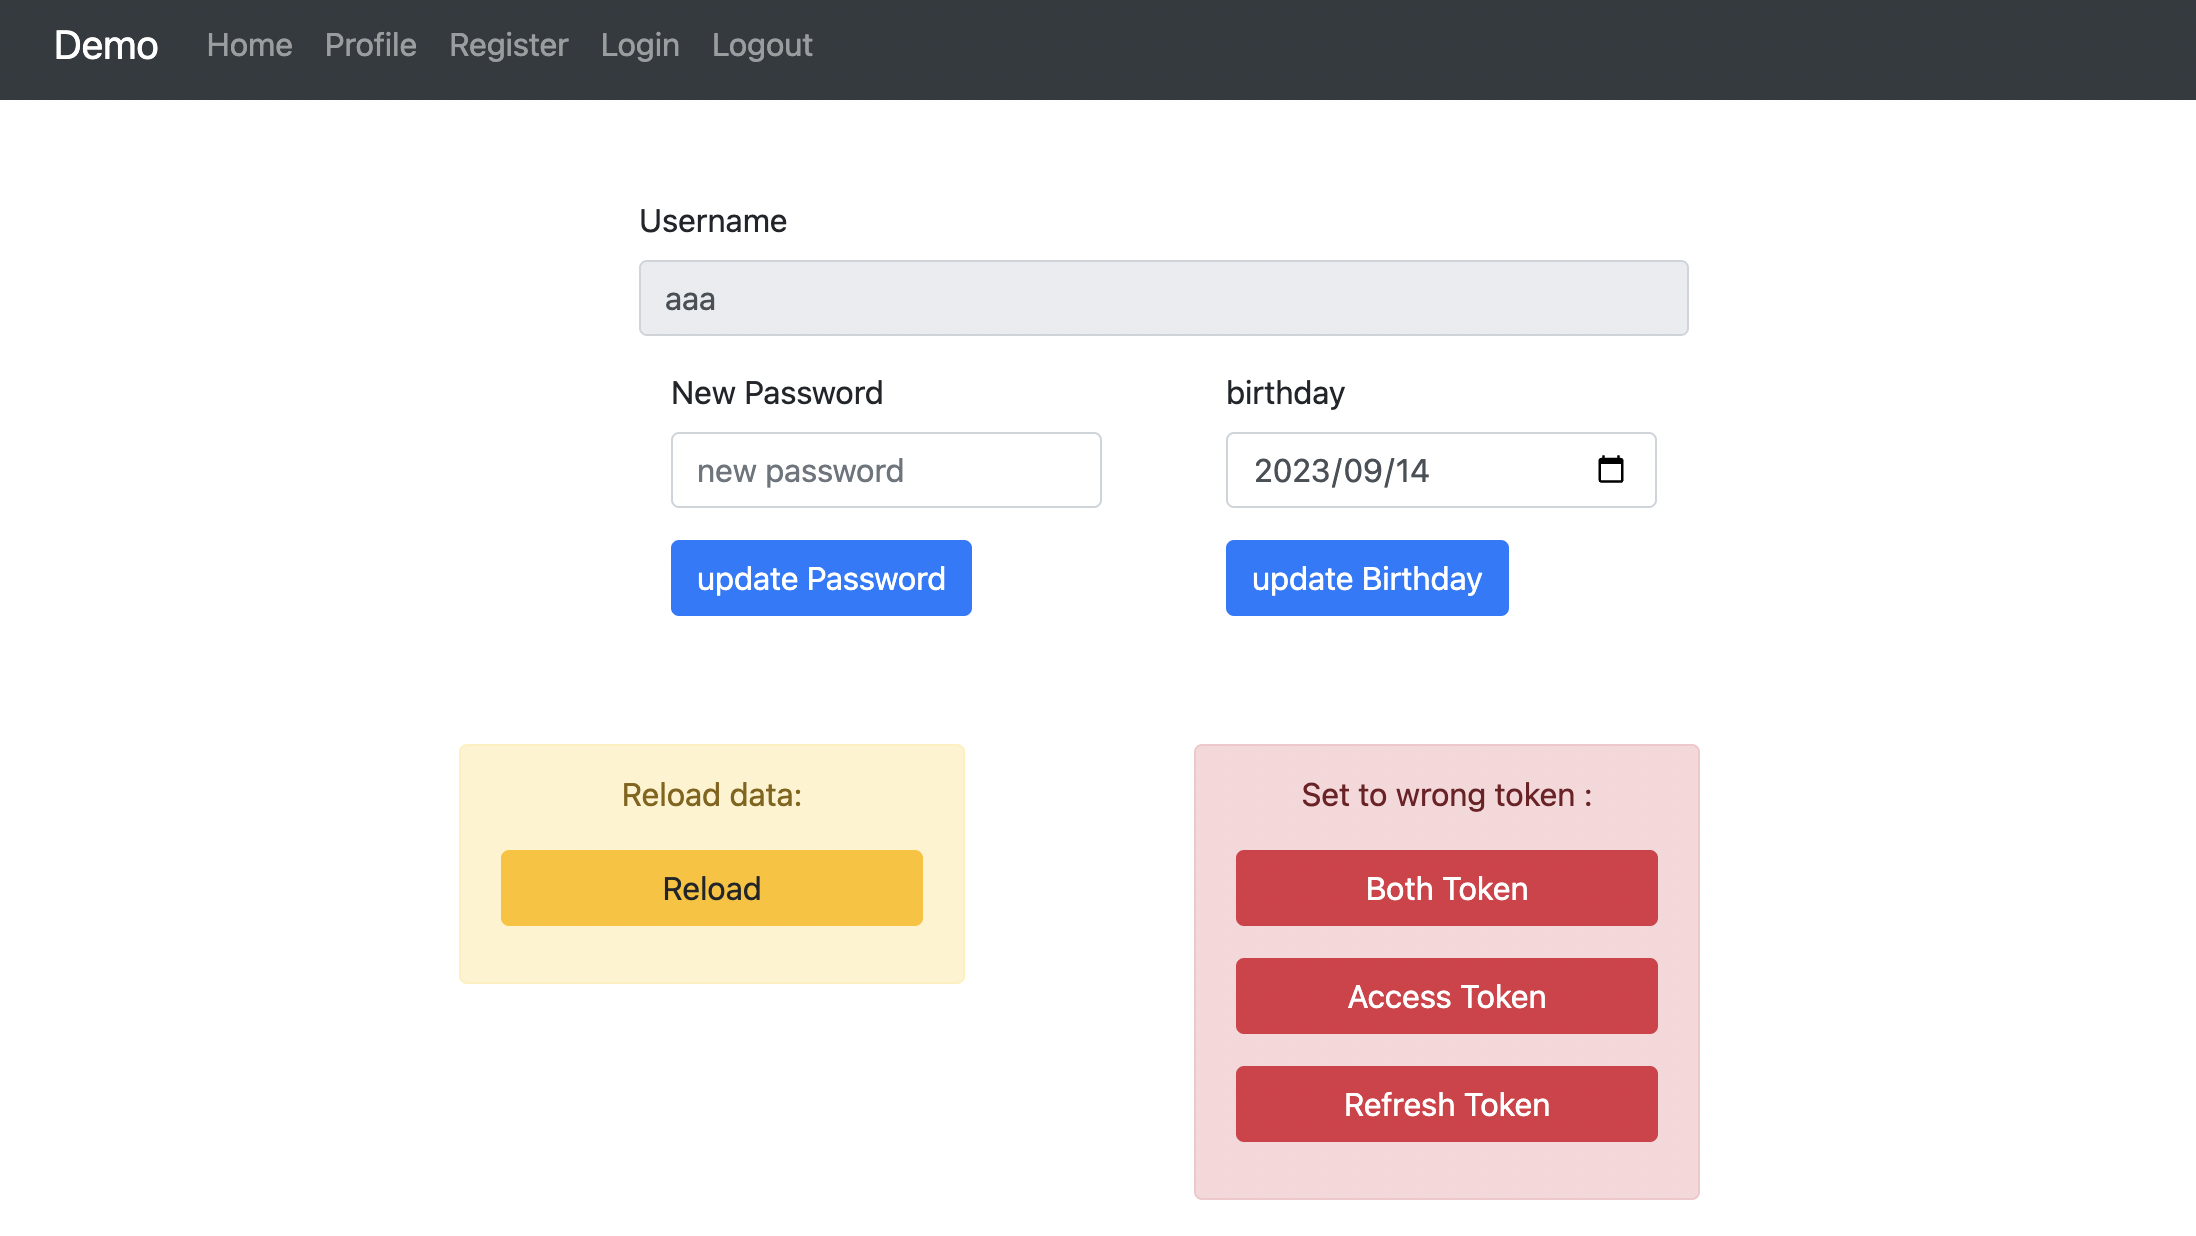 Demo Home Profile Register Login Logout
Username
aaa
New Password
new password
update Password
birthday
2023/09/14
update Birthday
Reload data:
Reload
Set to wrong token :
Both Token
Access Token
Refresh Token